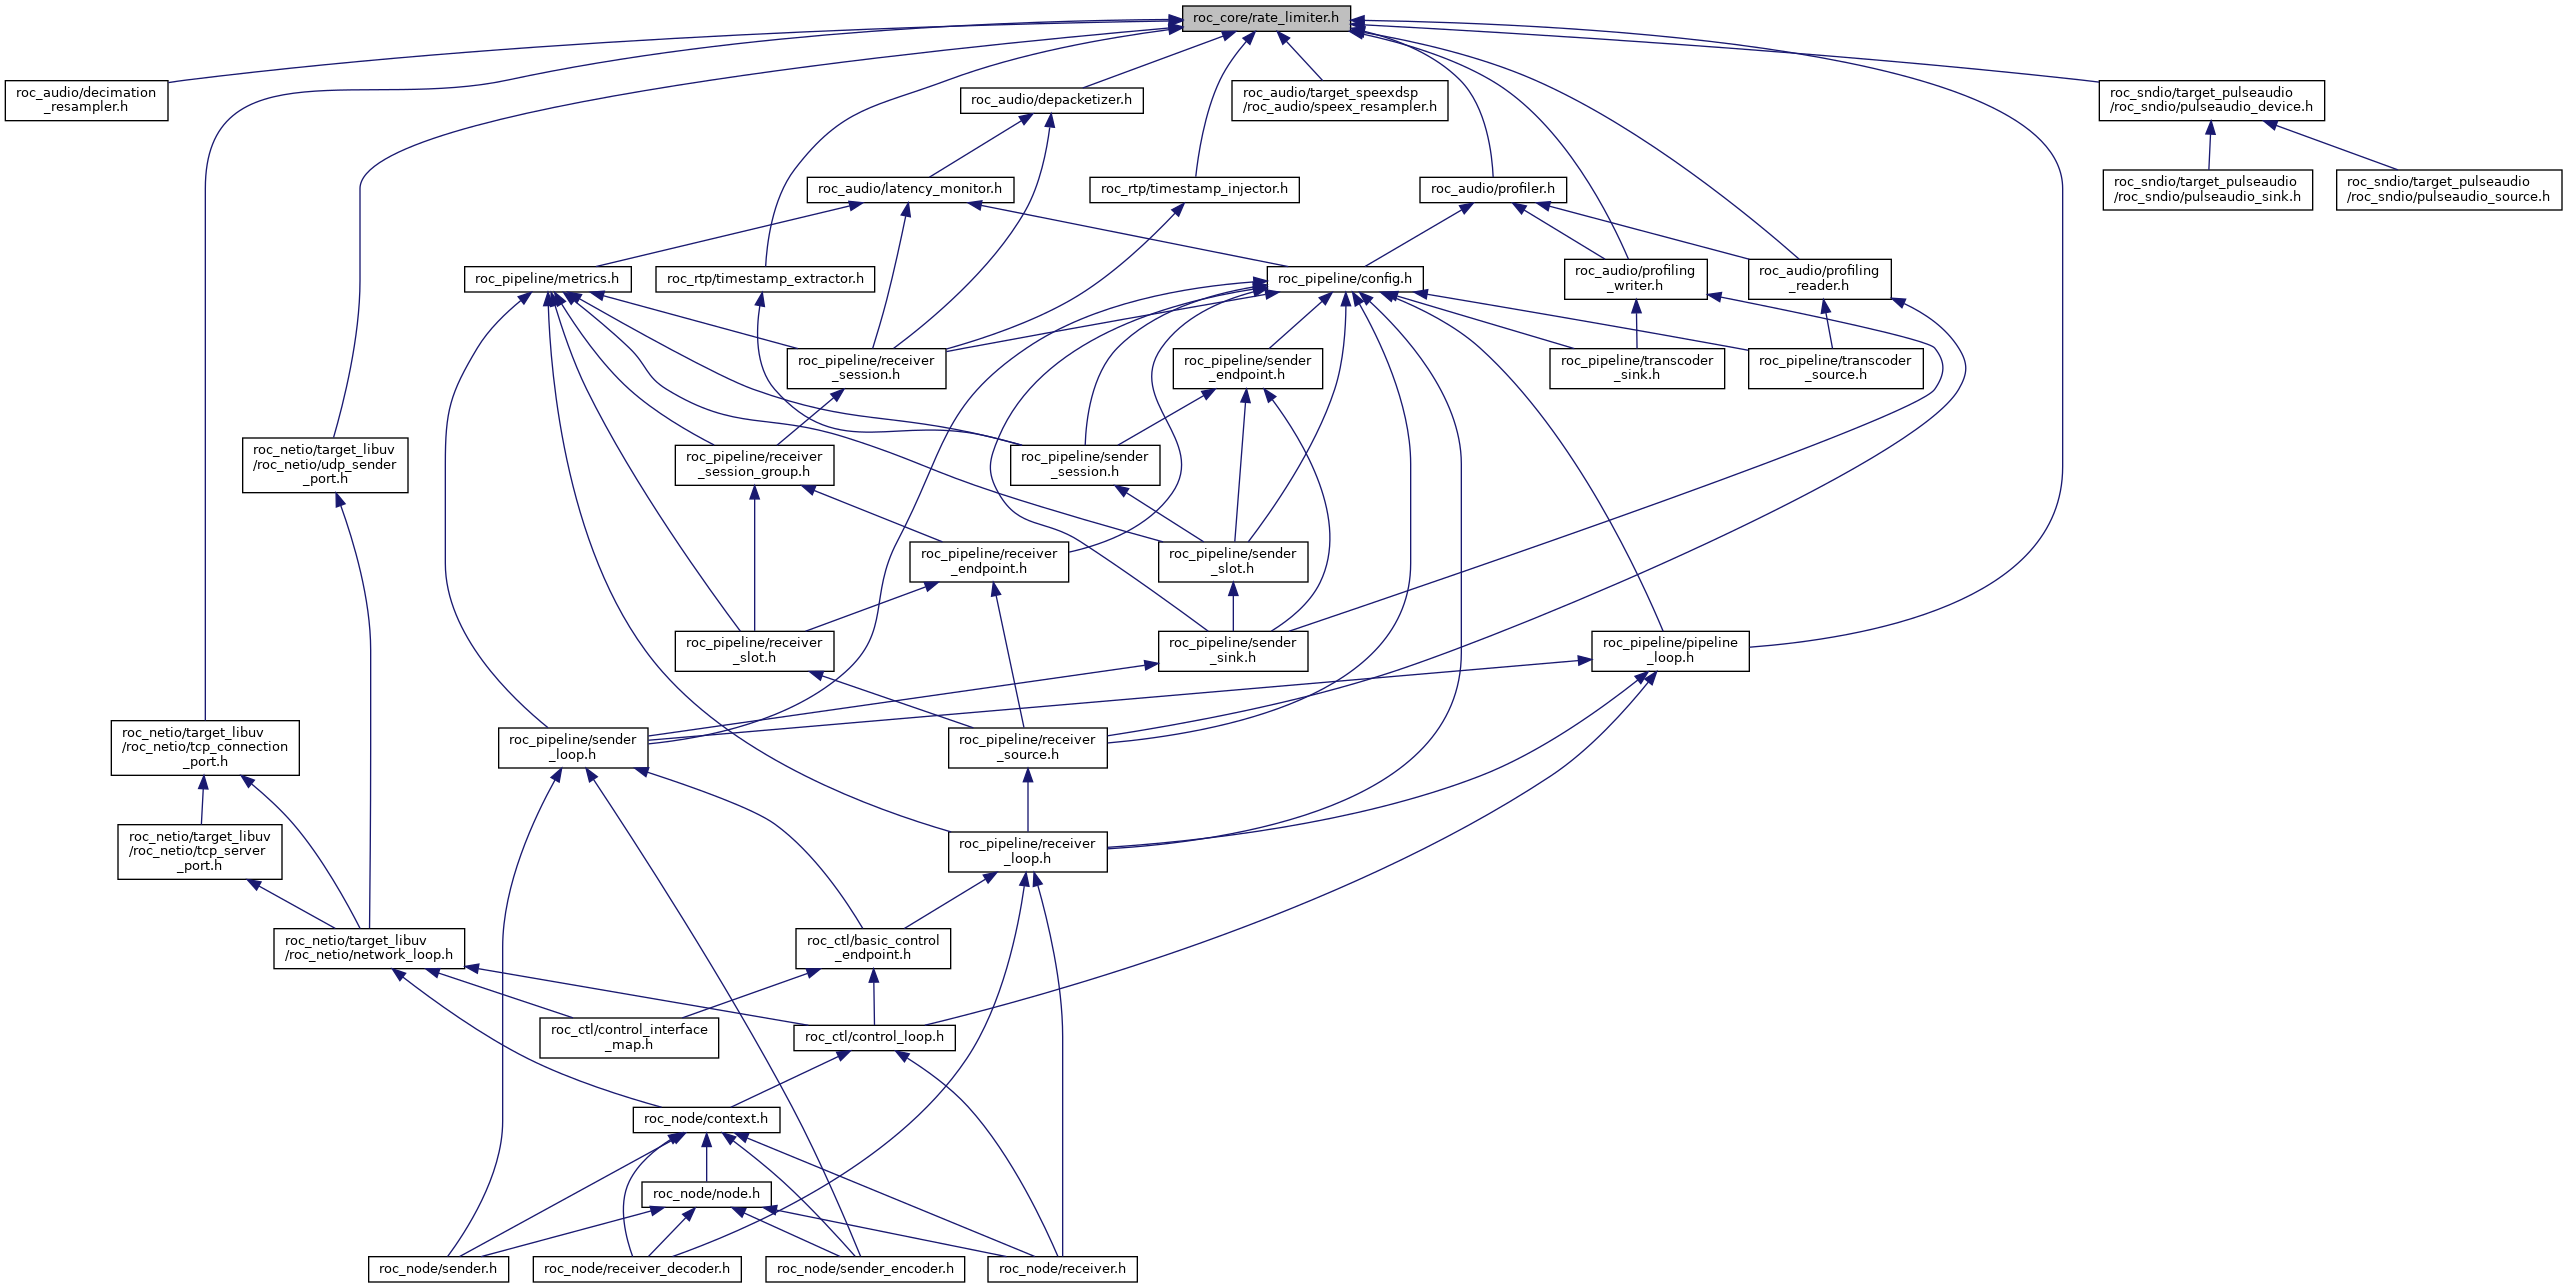 roc_core/rate_limiter.h
roc_audio/decimation
_resampler.h
roc_audio/depacketizer.h
roc_audio/target_speexdsp
/roc_audio/speex_resampler.h
roc_sndio/target_pulseaudio
/roc_sndio/pulseaudio_device.h
roc_audio/latency_monitor.h
roc_rtp/timestamp_injector.h
roc_audio/profiler.h
roc_sndio/target_pulseaudio
/roc_sndio/pulseaudio_sink.h
roc_sndio/target_pulseaudio
/roc_sndio/pulseaudio_source.h
roc_pipeline/metrics.h
roc_rtp/timestamp_extractor.h
roc_pipeline/config.h
roc_audio/profiling
_writer.h
roc_audio/profiling
_reader.h
roc_pipeline/receiver
_session.h
roc_pipeline/sender
_endpoint.h
roc_pipeline/transcoder
_sink.h
roc_pipeline/transcoder
_source.h
roc_netio/target_libuv
/roc_netio/udp_sender
_port.h
roc_pipeline/receiver
_session_group.h
roc_pipeline/sender
_session.h
roc_pipeline/receiver
_endpoint.h
roc_pipeline/sender
_slot.h
roc_pipeline/receiver
_slot.h
roc_pipeline/sender
_sink.h
roc_pipeline/pipeline
_loop.h
roc_netio/target_libuv
/roc_netio/tcp_connection
_port.h
roc_pipeline/sender
_loop.h
roc_pipeline/receiver
_source.h
roc_netio/target_libuv
/roc_netio/tcp_server
_port.h
roc_pipeline/receiver
_loop.h
roc_netio/target_libuv
/roc_netio/network_loop.h
roc_ctl/basic_control
_endpoint.h
roc_ctl/control_interface
_map.h
roc_ctl/control_loop.h
roc_node/context.h
roc_node/node.h
roc_node/sender.h
roc_node/receiver_decoder.h
roc_node/sender_encoder.h
roc_node/receiver.h